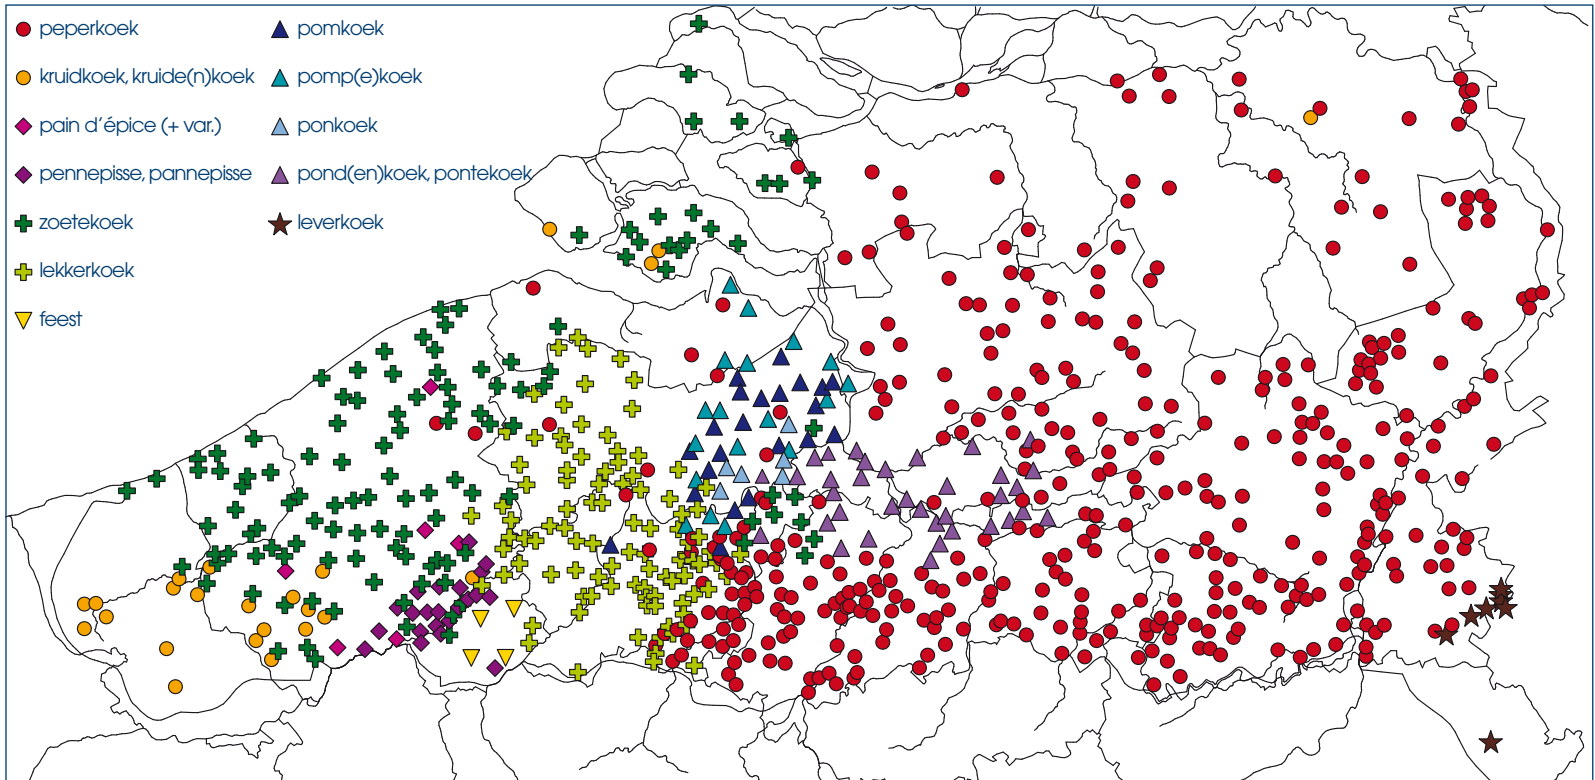 peperkoek
kruidkoek, kruide(n)koek
pain d'épice (+ var.)
pennepisse, pannepisse
zoetekoek
lekkerkoek
feest
pomkoek
pomp(e)koek
ponkoek
pond(en)koek, pontekoek
leverkoek